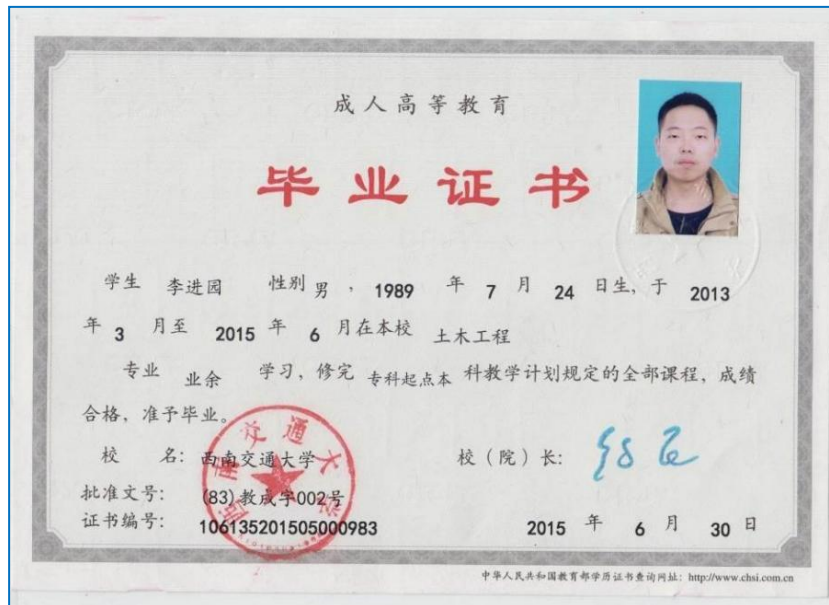 成人高等教育
毕业证书
学生 李进园 性别 男 ， 1989 年 7 月 24 日生, 于 2013
年 3 月至 2015 年 6 月在本校 土木工程
专业 业余 学习, 修完 专科起点本 科教学计划规定的全部课程, 成绩
合格, 准予毕业。
校 名: 西南交通大学 校（院）长:
批准文号: (83)教成字002号
证书编号: 106135201505000983 2015 年 6 月 30 日
西南交通大学
中华人民共和国教育部学历证书查询网址: http://www.chsi.com.cn